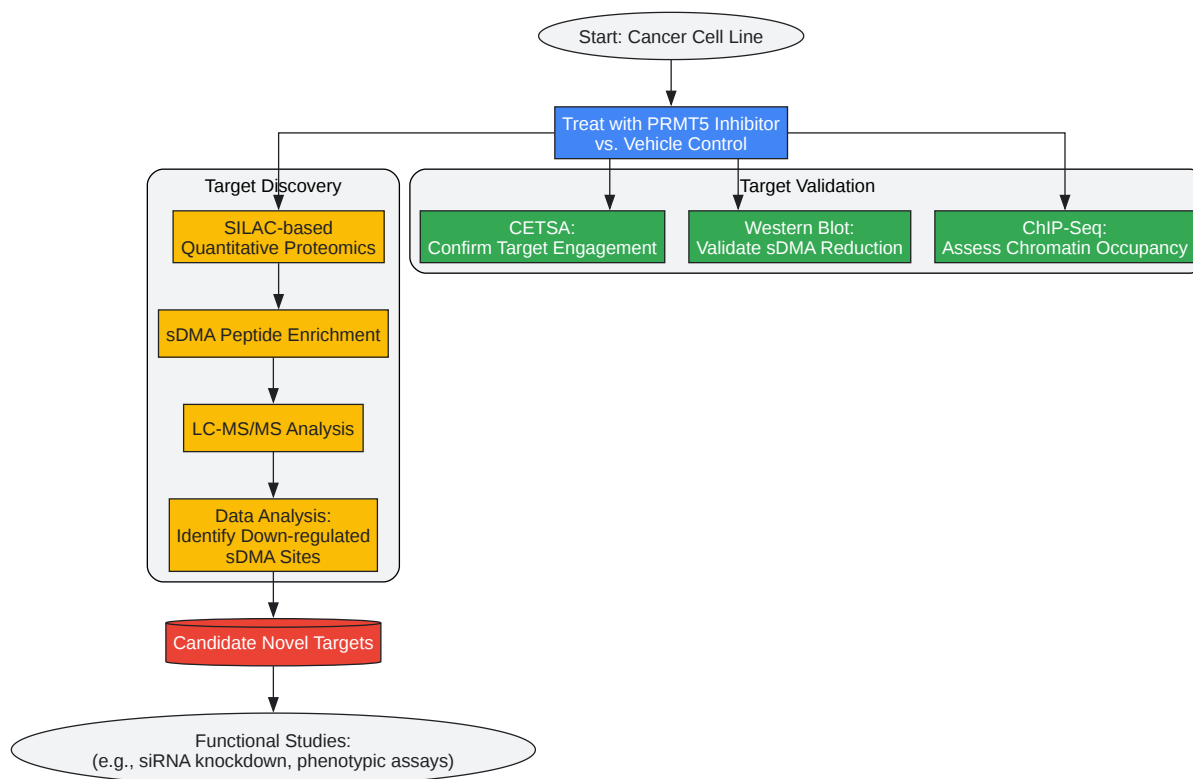 Start: Cancer Cell Line
Treat with PRMT5 Inhibitor
vs. Vehicle Control
Target Discovery
Target Validation
SILAC-based
Quantitative Proteomics
CETSA:
Confirm Target Engagement
Western Blot:
Validate sDMA Reduction
ChIP-Seq:
Assess Chromatin Occupancy
sDMA Peptide Enrichment
LC-MS/MS Analysis
Data Analysis:
Identify Down-regulated
sDMA Sites
Candidate Novel Targets
Functional Studies:
(e.g., siRNA knockdown, phenotypic assays)